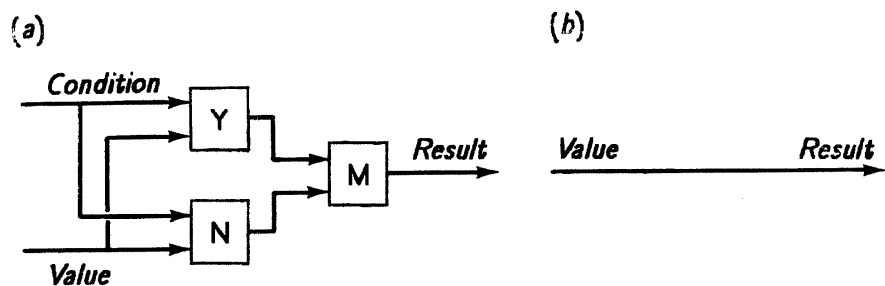 (a)
(b)
Condition
Y
M
Result
Value
Result
N
Value